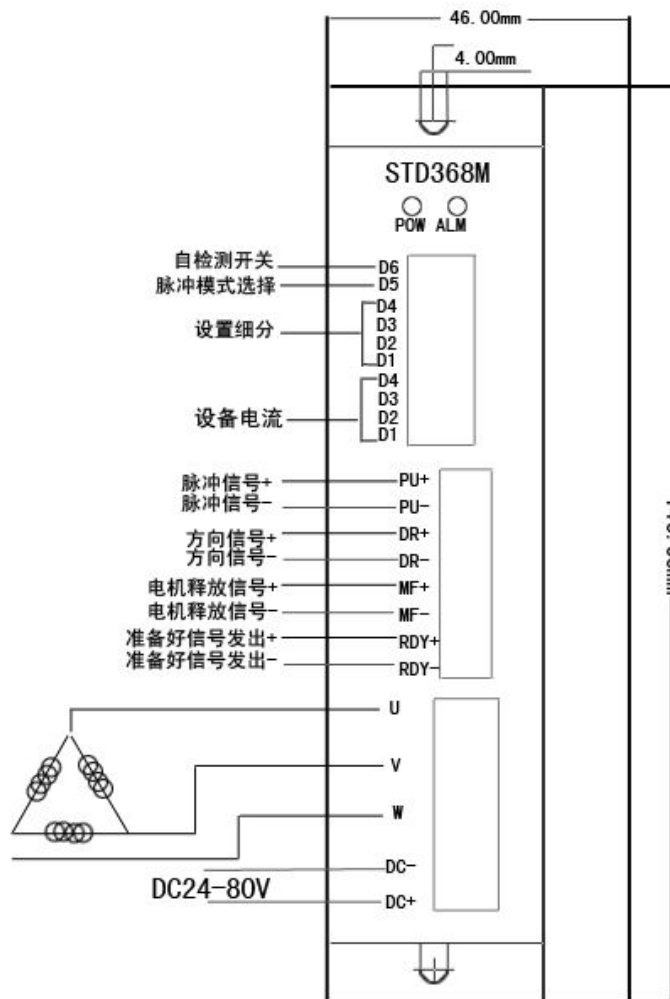 46.00mm
4.00mm
STD368M
POW ALM
自检测开关 D6
脉冲模式选择 D5
D4
设置细分 D3
D2
D1
D4
D3
设备电流 D2
D1
脉冲信号+ PU+
脉冲信号- PU-
方向信号+ DR+
方向信号- DR-
电机释放信号+ MF+
电机释放信号- MF-
准备好信号发出+ RDY+
准备好信号发出- RDY-
U
V
W
DC-
DC24-80V
DC+